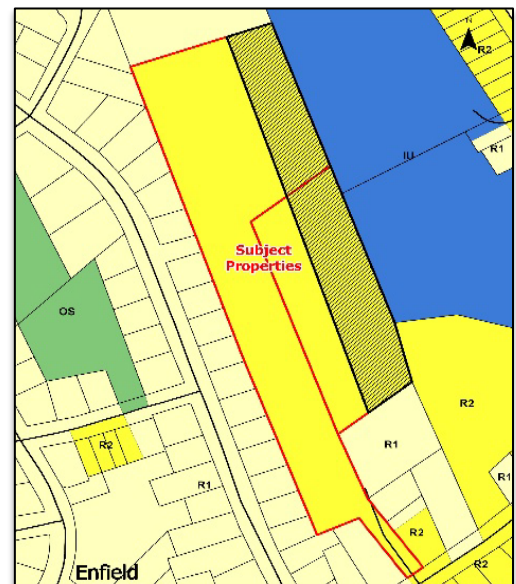 N
R2
R1
IU
Subject
Properties
OS
R2
R1
R2
R1
R1
R2
R2
Enfield